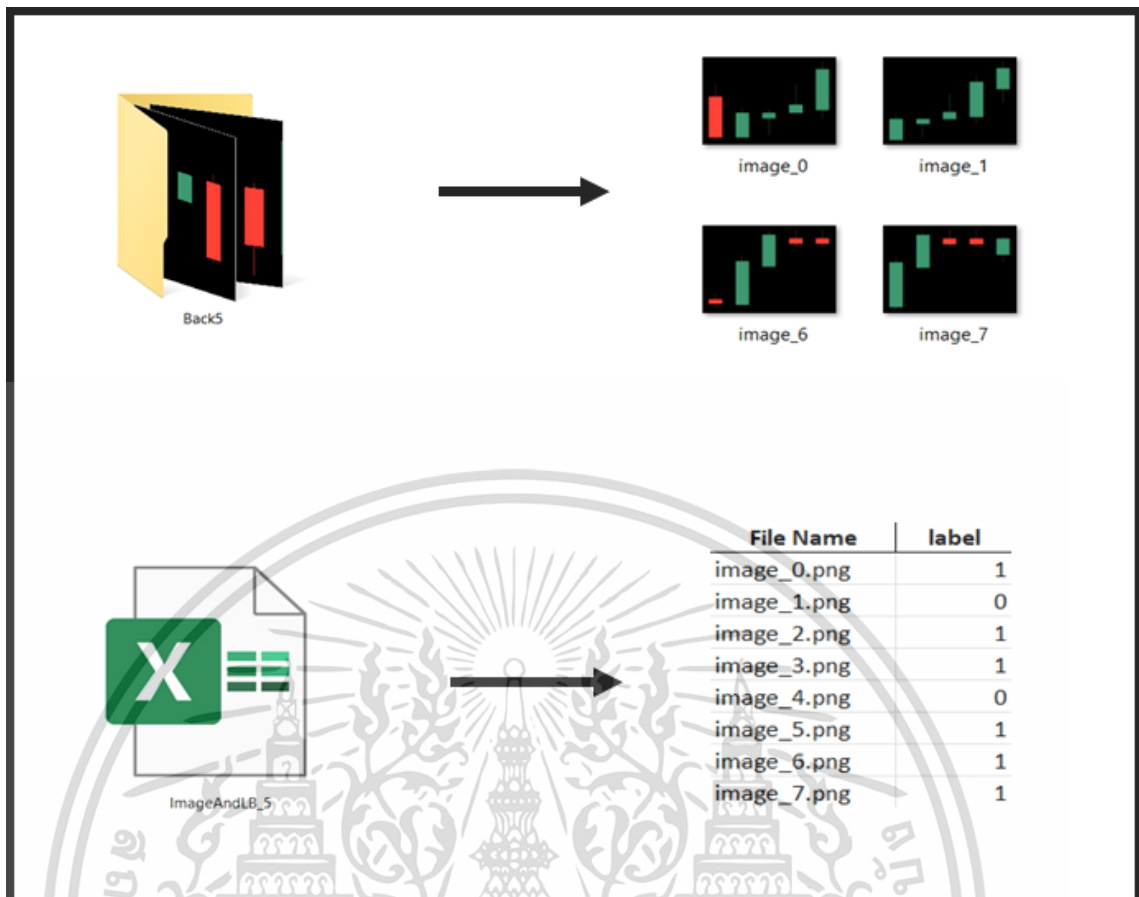 image_0
image_1
Back5
image_6
image_7
File Name label
image_0.png 1
image_1.png 0
image_2.png 1
image_3.png 1
image_4.png 0
image_5.png 1
image_6.png 1
image_7.png 1
X
ImageAndLB_5